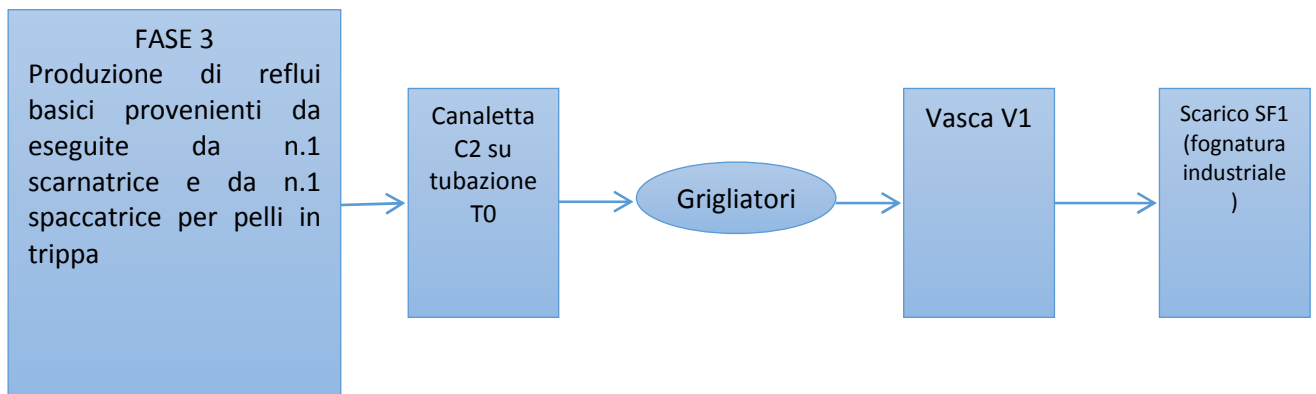 FASE 3
Produzione di reflui
basici provenienti da
eseguite da n.1
scarnatrice e da n.1
spaccatrice per pelli in
trippa
Canaletta
C2 su
tubazione
T0
Grigliatori
Vasca V1
Scarico SF1
(fognatura
industriale
)